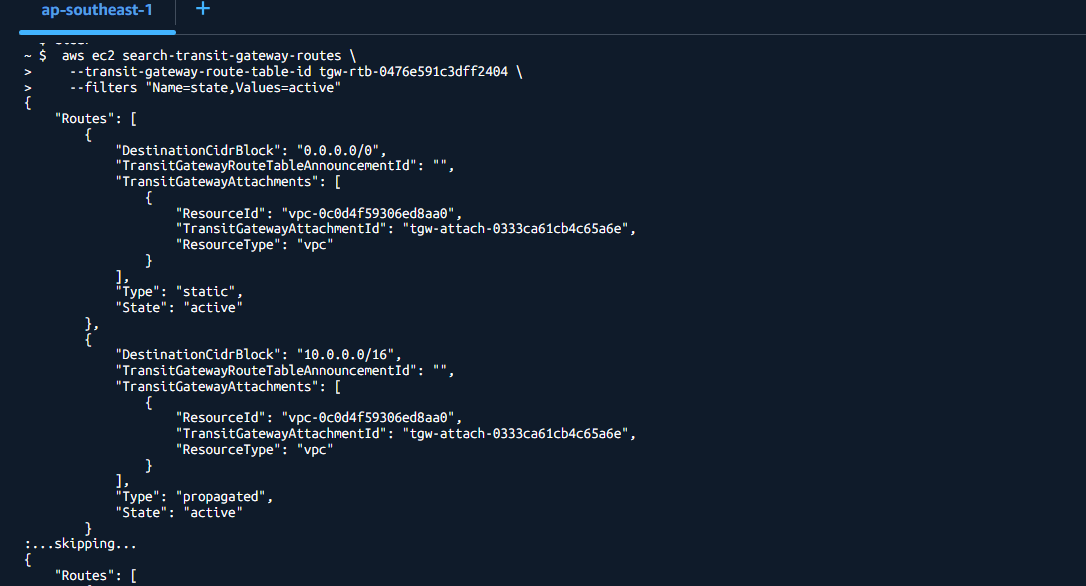 ap-southeast-1 +
~ $  aws ec2 search-transit-gateway-routes \
>     --transit-gateway-route-table-id tgw-rtb-0476e591c3dff2404 \
>     --filters "Name=state,Values=active"
{
    "Routes": [
        {
            "DestinationCidrBlock": "0.0.0.0/0",
            "TransitGatewayRouteTableAnnouncementId": "",
            "TransitGatewayAttachments": [
                {
                    "ResourceId": "vpc-0c0d4f59306ed8aa0",
                    "TransitGatewayAttachmentId": "tgw-attach-0333ca61cb4c65a6e",
                    "ResourceType": "vpc"
                }
            ],
            "Type": "static",
            "State": "active"
        },
        {
            "DestinationCidrBlock": "10.0.0.0/16",
            "TransitGatewayRouteTableAnnouncementId": "",
            "TransitGatewayAttachments": [
                {
                    "ResourceId": "vpc-0c0d4f59306ed8aa0",
                    "TransitGatewayAttachmentId": "tgw-attach-0333ca61cb4c65a6e",
                    "ResourceType": "vpc"
                }
            ],
            "Type": "propagated",
            "State": "active"
        }
:...skipping...
{
    "Routes": [